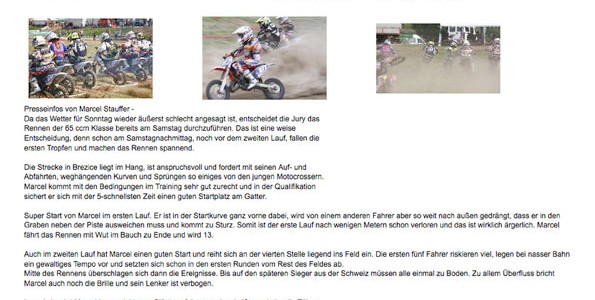 Presseinfos von Marcel Stauffer -
Da das Wetter für Sonntag wieder äußerst schlecht angesagt ist, entscheidet die Jury das
Rennen der 65 ccm Klasse bereits am Samstag durchzuführen. Das ist eine weise
Entscheidung, denn schon am Samstagnachmittag, noch vor dem zweiten Lauf, fallen die
ersten Tropfen und machen das Rennen spannend.
Die Strecke in Brezice liegt im Hang, ist anspruchsvoll und fordert mit seinen Auf- und
Abfahrten, weghängenden Kurven und Sprüngen so einiges von den jungen Motocrossern.
Marcel kommt mit den Bedingungen im Training sehr gut zurecht und in der Qualifikation
sichert er sich mit der 5-schnellsten Zeit einen guten Startplatz am Gatter.
Super Start von Marcel im ersten Lauf. Er ist in der Startkurve ganz vorne dabei, wird von einem anderen Fahrer aber so weit nach außen gedrängt, dass er in den
Graben neben der Piste ausweichen muss und kommt zu Sturz. Somit ist der erste Lauf nach wenigen Metern schon verloren und das ist wirklich ärgerlich. Marcel
fährt das Rennen mit Wut im Bauch zu Ende und wird 13.
Auch im zweiten Lauf hat Marcel einen guten Start und reiht sich an der vierten Stelle liegend ins Feld ein. Die ersten fünf Fahrer riskieren viel, legen bei nasser Bahn
ein gewaltiges Tempo vor und setzten sich schon in den ersten Runden vom Rest des Feldes ab.
Mitte des Rennens überschlagen sich dann die Ereignisse. Bis auf den späteren Sieger aus der Schweiz müssen alle einmal zu Boden. Zu allem Überfluss bricht
Marcel auch noch die Brille und sein Lenker ist verbogen.